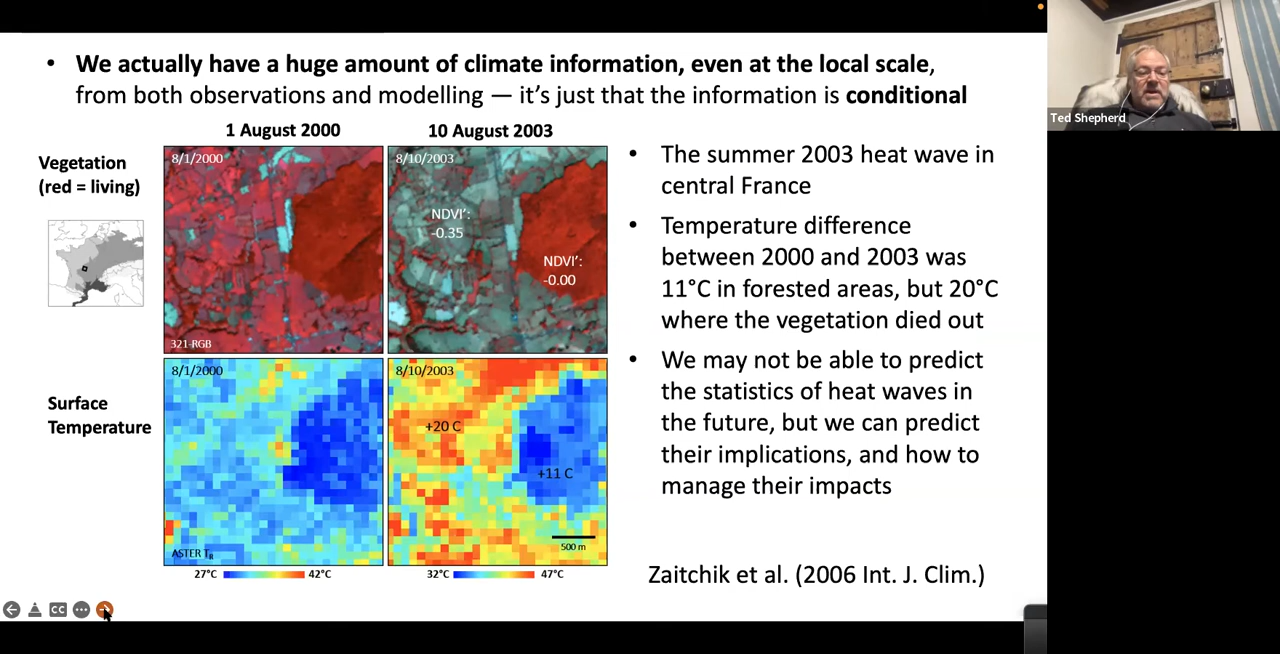 • We actually have a huge amount of climate information, even at the local scale,
from both observations and modelling — it's just that the information is conditional
1 August 2000
10 August 2003
Vegetation
(red = living)
8/1/2000
321-RGB
8/10/2003
NDVI':
-0.35
NDVI':
-0.00
Surface
Temperature
8/1/2000
ASTER TR
8/10/2003
+20 C
+11 C
500 m
27°C
42°C
32°C
47°C
• The summer 2003 heat wave in
central France
• Temperature difference
between 2000 and 2003 was
11°C in forested areas, but 20°C
where the vegetation died out
• We may not be able to predict
the statistics of heat waves in
the future, but we can predict
their implications, and how to
manage their impacts
Zaitchik et al. (2006 Int. J. Clim.)
CC
Ted Shepherd